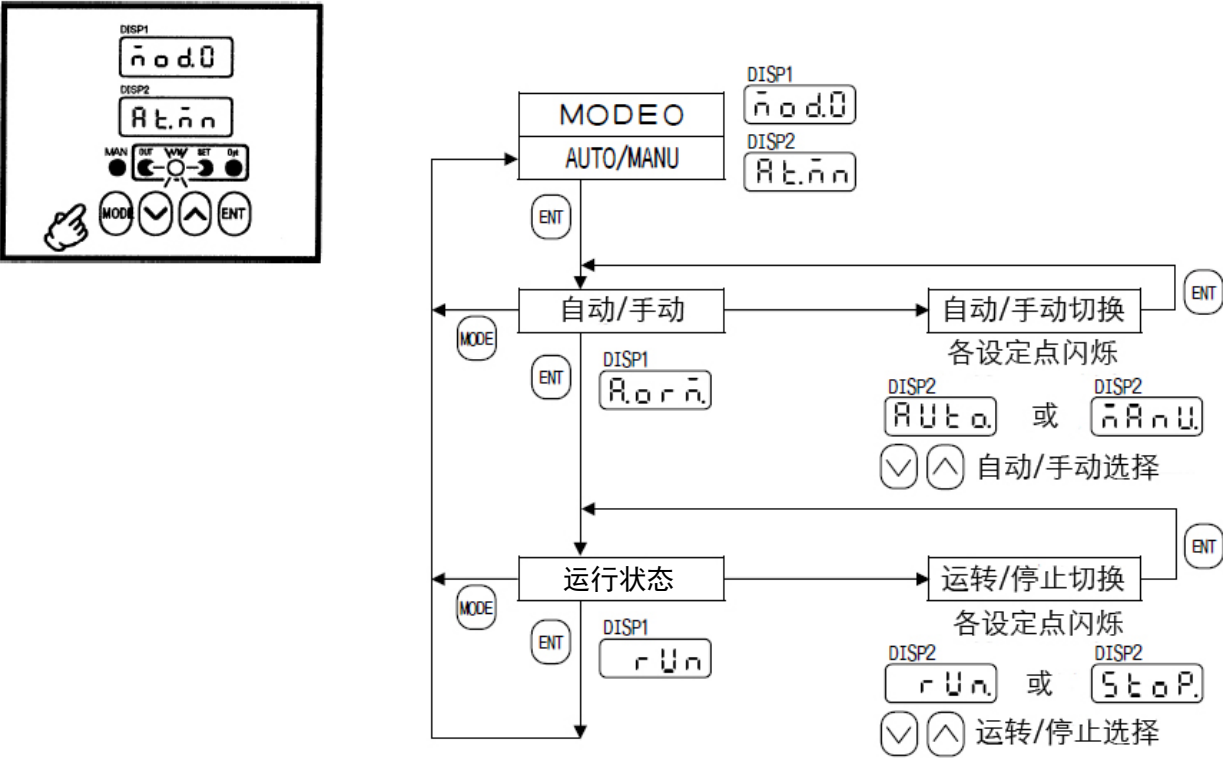 DISP1
mod.0
DISP2
At.mn
MAN OUT W/W SET Opt
MODE ENT
MODE0
AUTO/MANU
DISP1
mod.0
DISP2
At.mn
ENT
自动/手动
自动/手动切换
ENT
MODE
各设定点闪烁
ENT
DISP1
A.orm.
DISP2
AUto.
或
DISP2
mAnU.
自动/手动选择
运行状态
运转/停止切换
ENT
MODE
各设定点闪烁
ENT
DISP1
rUn
DISP2
rUn.
或
DISP2
StoP.
运转/停止选择